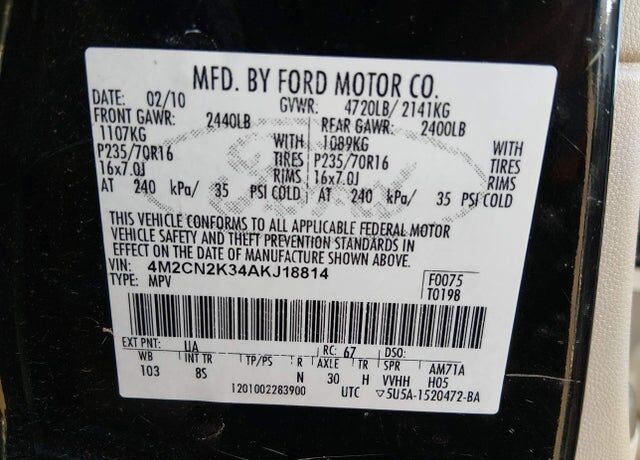 MFD. BY FORD MOTOR CO.
DATE: 02/10 GVWR: 4720LB/ 2141KG
FRONT GAWR: 2440LB REAR GAWR: 2400LB
1107KG WITH 1089KG WITH
P235/70R16 TIRES P235/70R16 TIRES
16x7.0J RIMS 16x7.0J RIMS
AT 240 kPa/ 35 PSI COLD AT 240 kPa/ 35 PSI COLD
THIS VEHICLE CONFORMS TO ALL APPLICABLE FEDERAL MOTOR
VEHICLE SAFETY AND THEFT PREVENTION STANDARDS IN
EFFECT ON THE DATE OF MANUFACTURE SHOWN ABOVE.
VIN: 4M2CN2K34AKJ18814 F0075
TYPE: MPV T0198
EXT PNT: UA RC: 67 DSO:
WB INT TR TP/PS R AXLE TR SPR AM71A
103 8S N 30 H VVHH H05
1201002283900 UTC ▽5U5A-1520472-BA